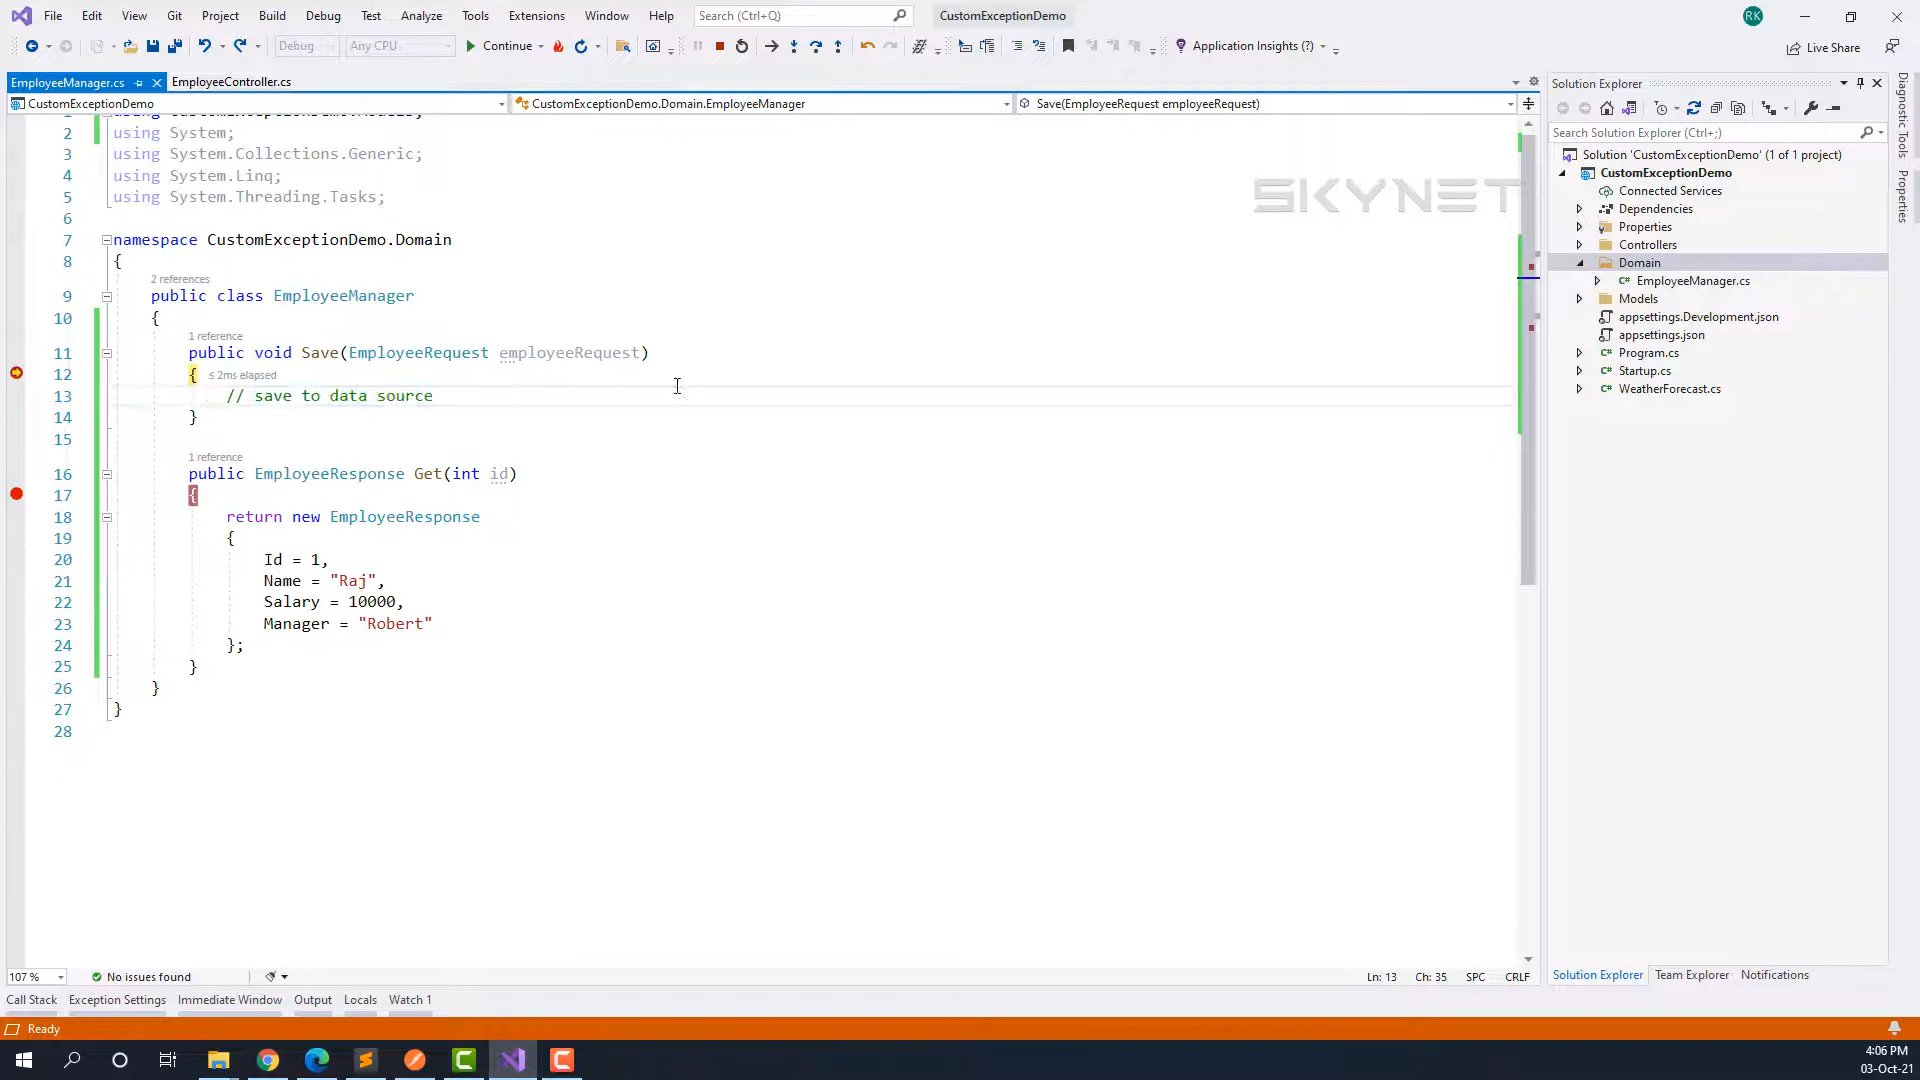 File Edit View Git Project Build Debug Test Analyze Tools Extensions Window Help Search (Ctrl+Q) CustomExceptionDemo RK
Debug Any CPU Continue Application Insights (?) Live Share
EmployeeManager.cs EmployeeController.cs
CustomExceptionDemo CustomExceptionDemo.Domain.EmployeeManager Save(EmployeeRequest employeeRequest)
2 using System;
3 using System.Collections.Generic;
4 using System.Linq;
5 using System.Threading.Tasks;
6
7 namespace CustomExceptionDemo.Domain
8 {
2 references
9 public class EmployeeManager
10 {
1 reference
11 public void Save(EmployeeRequest employeeRequest)
12 { ≤ 2ms elapsed
13 // save to data source
14 }
15
1 reference
16 public EmployeeResponse Get(int id)
17 {
18 return new EmployeeResponse
19 {
20 Id = 1,
21 Name = "Raj",
22 Salary = 10000,
23 Manager = "Robert"
24 };
25 }
26 }
27 }
28
SKYNET
Solution Explorer
Search Solution Explorer (Ctrl+;)
Solution 'CustomExceptionDemo' (1 of 1 project)
CustomExceptionDemo
Connected Services
Dependencies
Properties
Controllers
Domain
EmployeeManager.cs
Models
appsettings.Development.json
appsettings.json
Program.cs
Startup.cs
WeatherForecast.cs
Diagnostic Tools
Properties
107 % No issues found Ln: 13 Ch: 35 SPC CRLF
Solution Explorer Team Explorer Notifications
Call Stack Exception Settings Immediate Window Output Locals Watch 1
Ready
4:06 PM
03-Oct-21